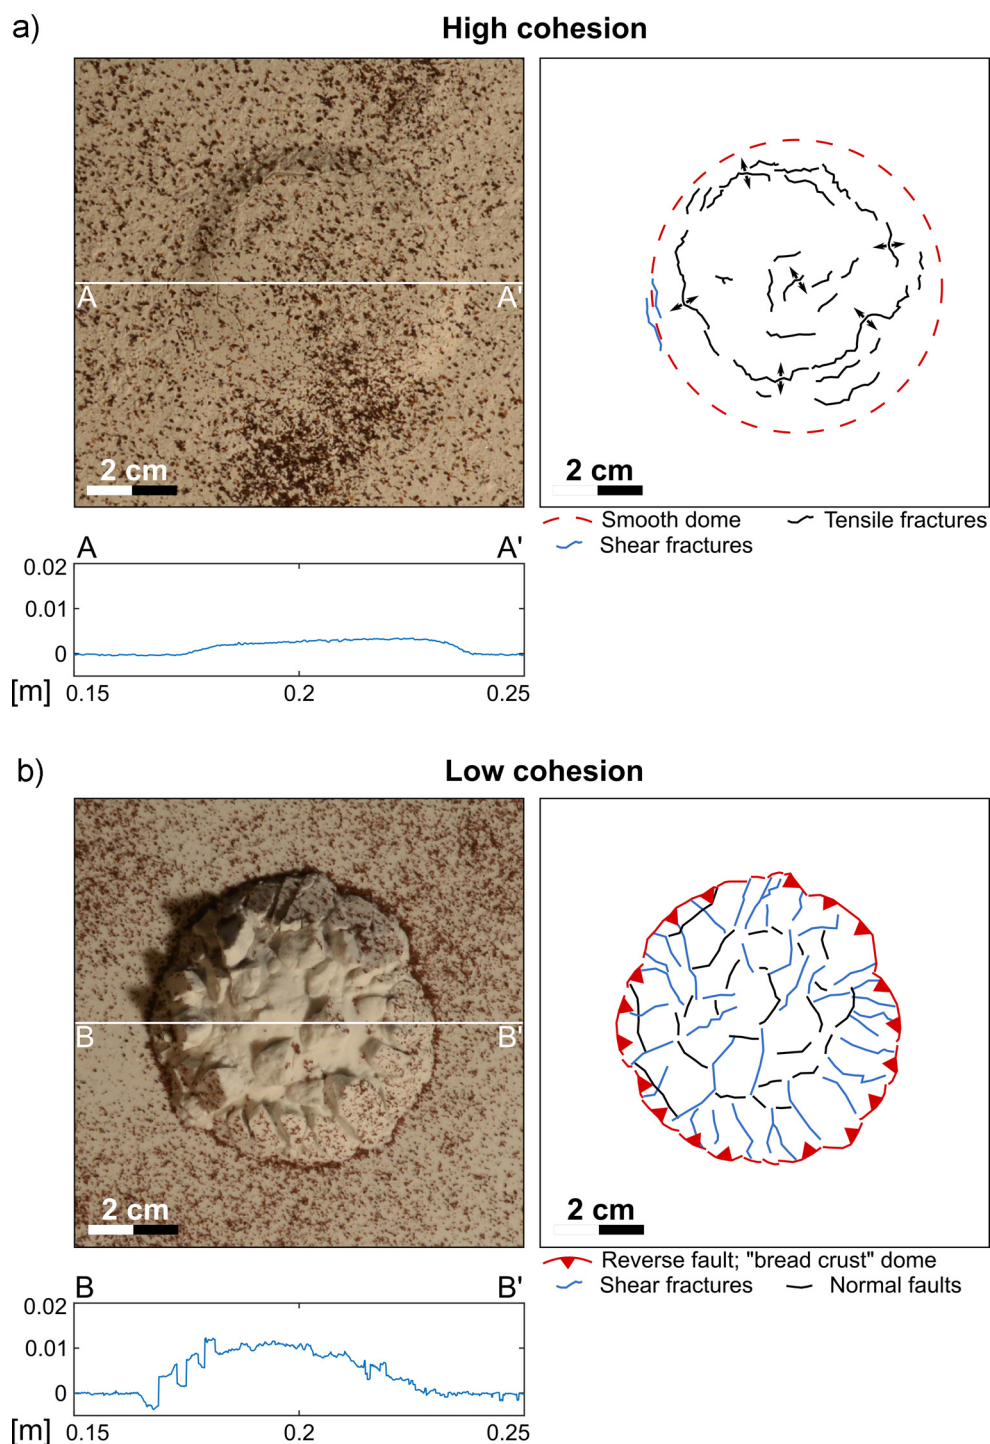 a)
High cohesion
A
A'
2 cm
2 cm
Smooth dome
Tensile fractures
Shear fractures
A
A'
0.02
0.01
0
[m]
0.15
0.2
0.25
b)
Low cohesion
B
B'
2 cm
2 cm
Reverse fault; "bread crust" dome
Shear fractures
Normal faults
B
B'
0.02
0.01
0
[m]
0.15
0.2
0.25